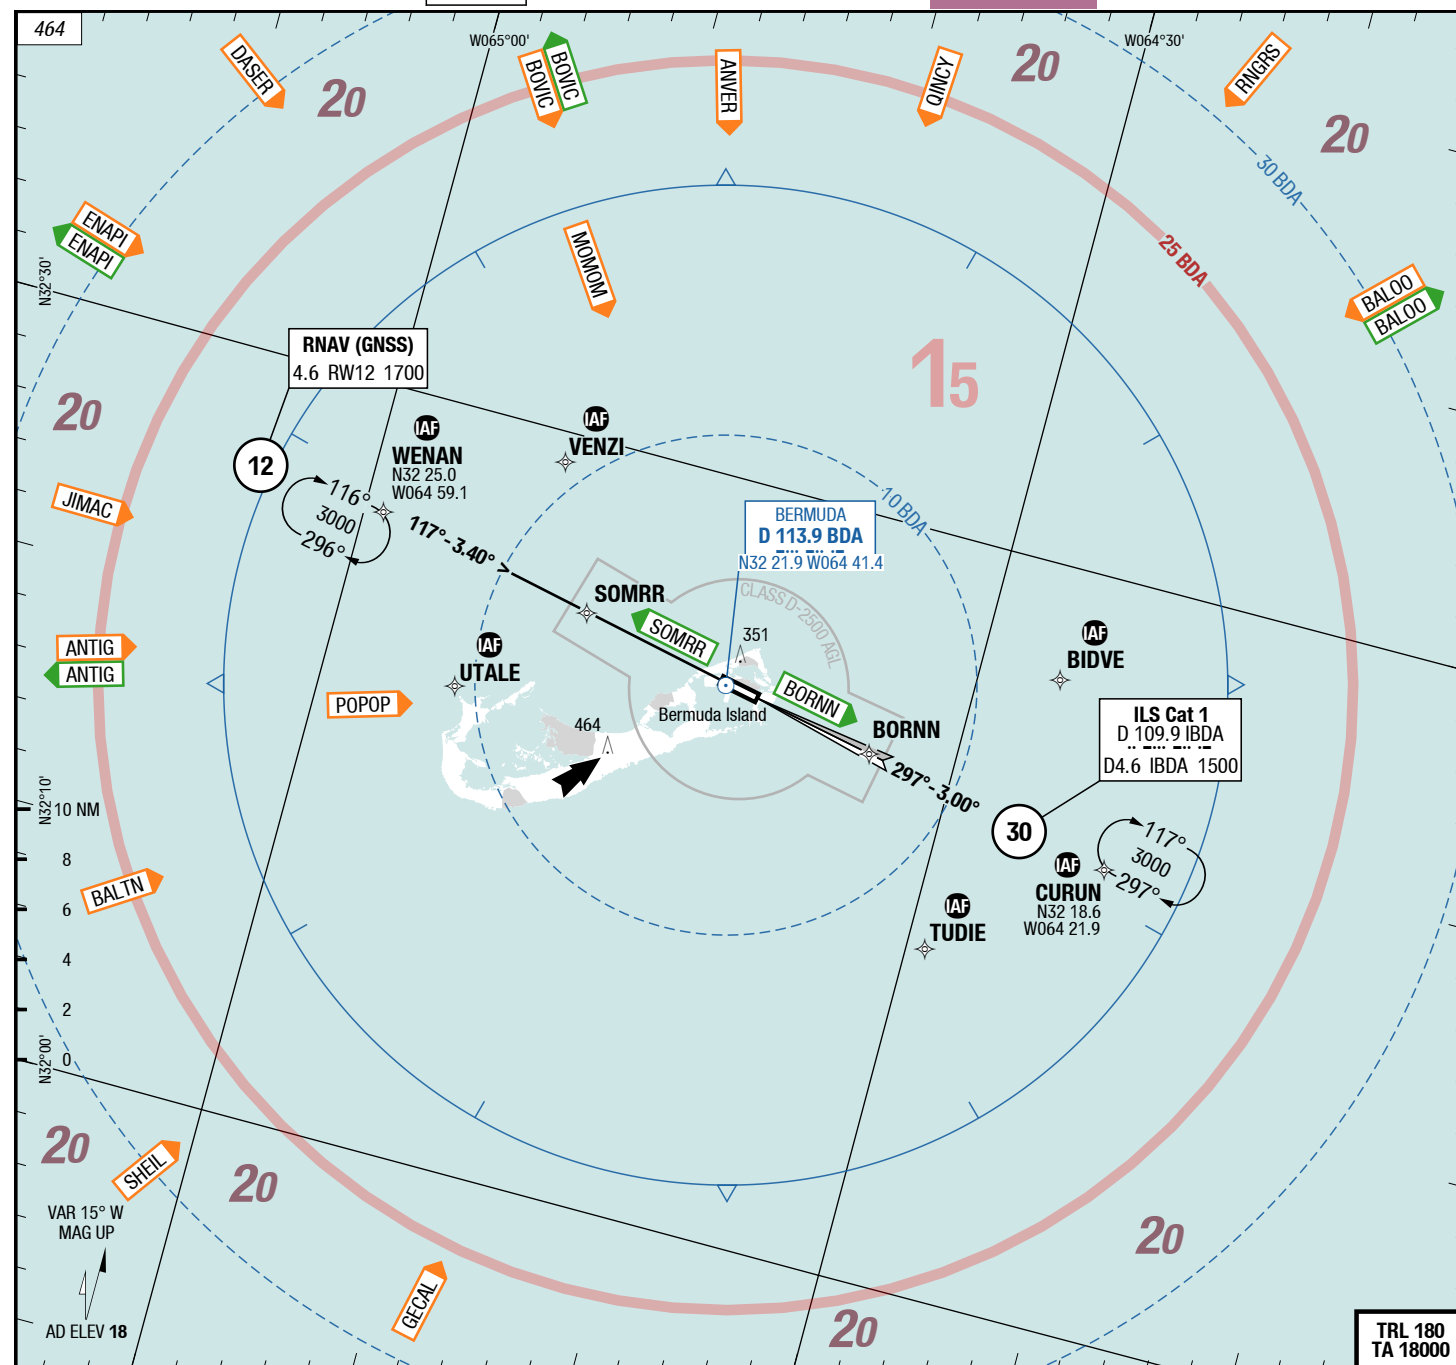 464
W065°00'
W064°30'
DASER
20
BOVIC
BOVIC
ANVER
QINCY
20
RNGRS
20
30 BDA
ENAPI
ENAPI
MOMOM
25 BDA
BALOO
BALOO
N32°30'
RNAV (GNSS)
4.6 RW12 1700
15
20
12
IAF
WENAN
N32 25.0
W064 59.1
IAF
VENZI
116°
3000
296°
JIMAC
117° - 3.40° >
10 BDA
BERMUDA
D 113.9 BDA
N32 21.9 W064 41.4
CLASS D-2500 AGL
SOMRR
SOMRR
351
IAF
UTALE
ANTIG
ANTIG
POPOP
IAF
BIDVE
BORNN
Bermuda Island
464
BORNN
ILS Cat 1
D 109.9 IBDA
D4.6 IBDA 1500
297° - 3.00°
N32°10'
10 NM
8
6
4
2
0
30
117°
3000
297°
IAF
CURUN
N32 18.6
W064 21.9
BALTN
IAF
TUDIE
N32°00'
20
SHEIL
20
VAR 15° W
MAG UP
AD ELEV 18
GECAL
20
20
TRL 180
TA 18000